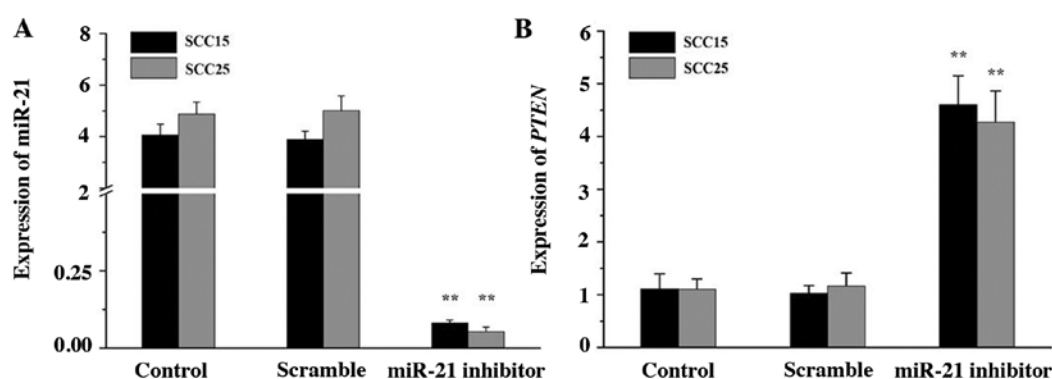 A
Expression of miR-21
8
6
4
2
0.25
0.00
SCC15
SCC25
** **
Control Scramble miR-21 inhibitor
B
Expression of PTEN
6
5
4
3
2
1
0
SCC15
SCC25
** **
Control Scramble miR-21 inhibitor